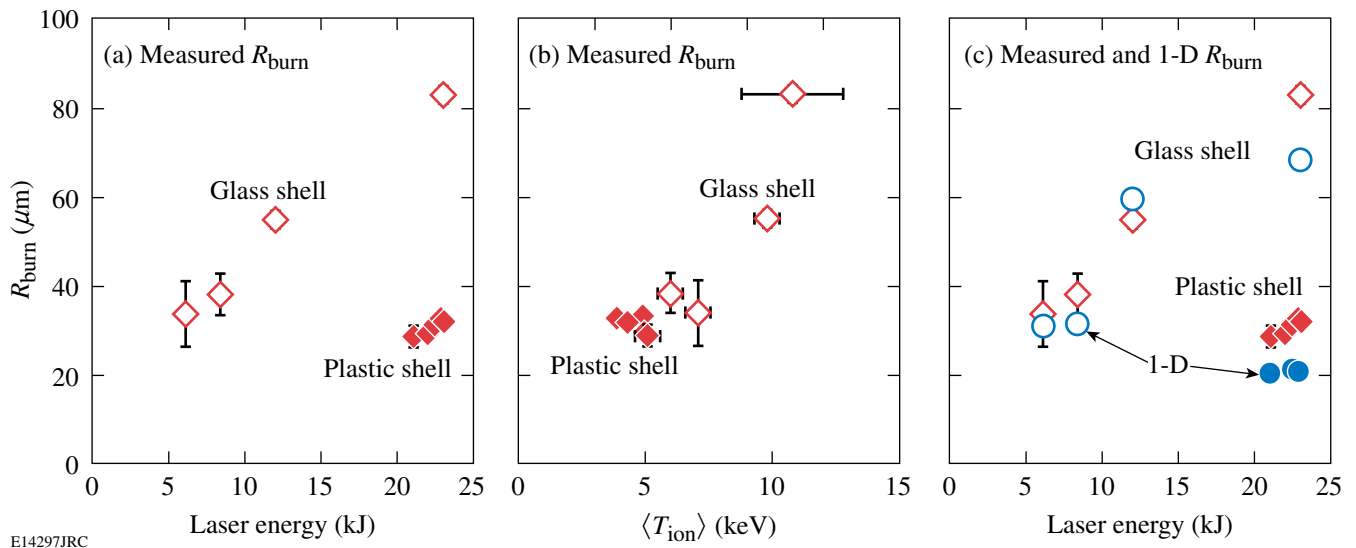 (a) Measured R_burn
(b) Measured R_burn
(c) Measured and 1-D R_burn
100
80
60
40
20
0
R_burn (μm)
Glass shell
Plastic shell
Glass shell
Plastic shell
Glass shell
Plastic shell
1-D
0 5 10 15 20 25
0 5 10 15
0 5 10 15 20 25
Laser energy (kJ)
⟨T_ion⟩ (keV)
Laser energy (kJ)
E14297JRC